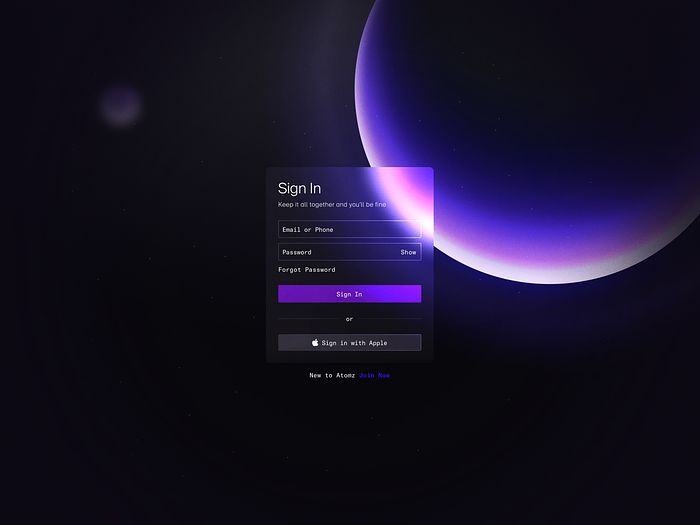 Sign In
Keep it all together and you'll be fine
Email or Phone
Password Show
Forgot Password
Sign In
or
Sign in with Apple
New to Atomz Join Now